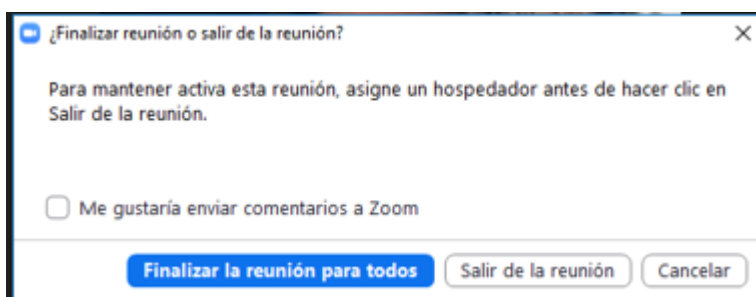 ¿Finalizar reunión o salir de la reunión?
Para mantener activa esta reunión, asigne un hospedador antes de hacer clic en
Salir de la reunión.
Me gustaría enviar comentarios a Zoom
Finalizar la reunión para todos Salir de la reunión Cancelar